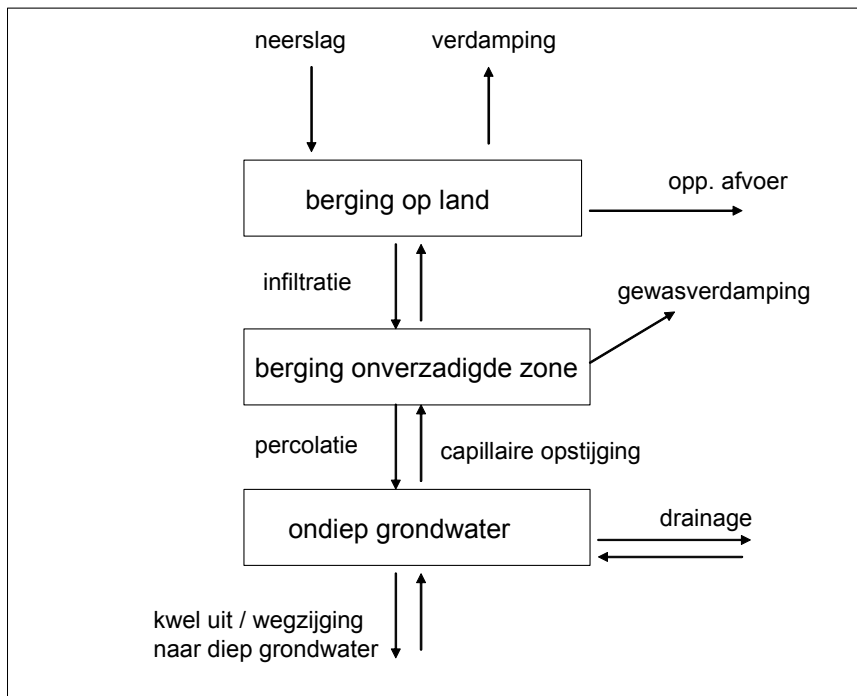 neerslag
verdamping
berging op land
opp. afvoer
infiltratie
gewasverdamping
berging onverzadigde zone
percolatie
capillaire opstijging
ondiep grondwater
drainage
kwel uit / wegzijging
naar diep grondwater